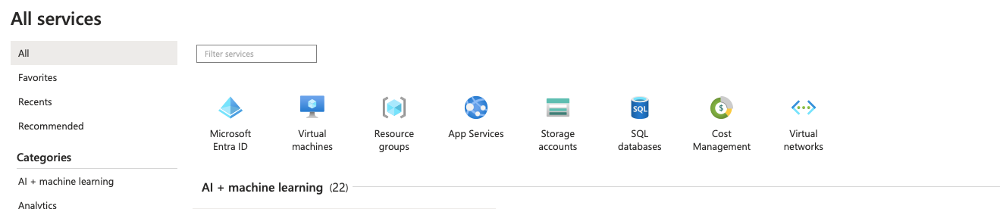 All services
All
Favorites
Recents
Recommended
Categories
AI + machine learning
Analytics
Filter services
Microsoft
Entra ID
Virtual
machines
Resource
groups
App Services
Storage
accounts
SQL
SQL
databases
$
Cost
Management
Virtual
networks
AI + machine learning (22)